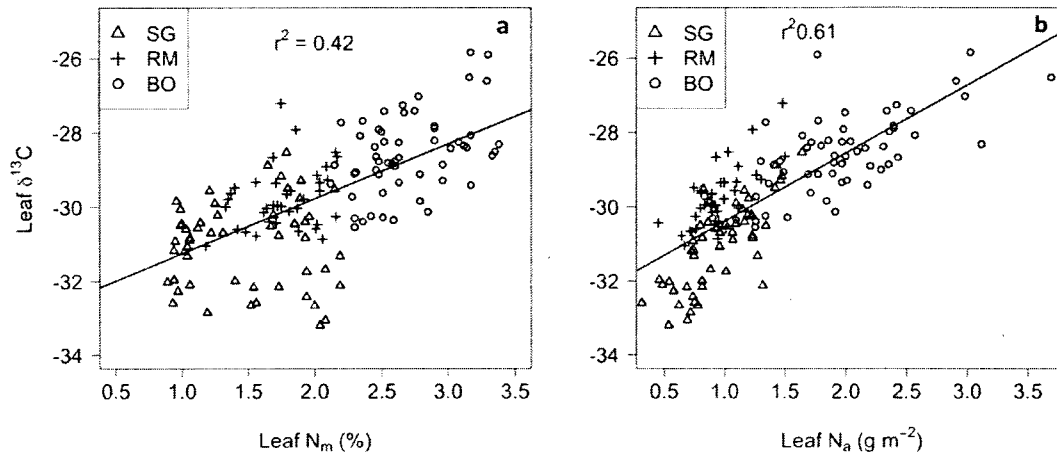 SG
RM
BO
r² = 0.42
a
-26
-28
-30
-32
-34
Leaf δ¹³C
0.5 1.0 1.5 2.0 2.5 3.0 3.5
Leaf Nₘ (%)
SG
RM
BO
r²0.61
b
-26
-28
-30
-32
-34
0.5 1.0 1.5 2.0 2.5 3.0 3.5
Leaf Nₐ (g m⁻²)